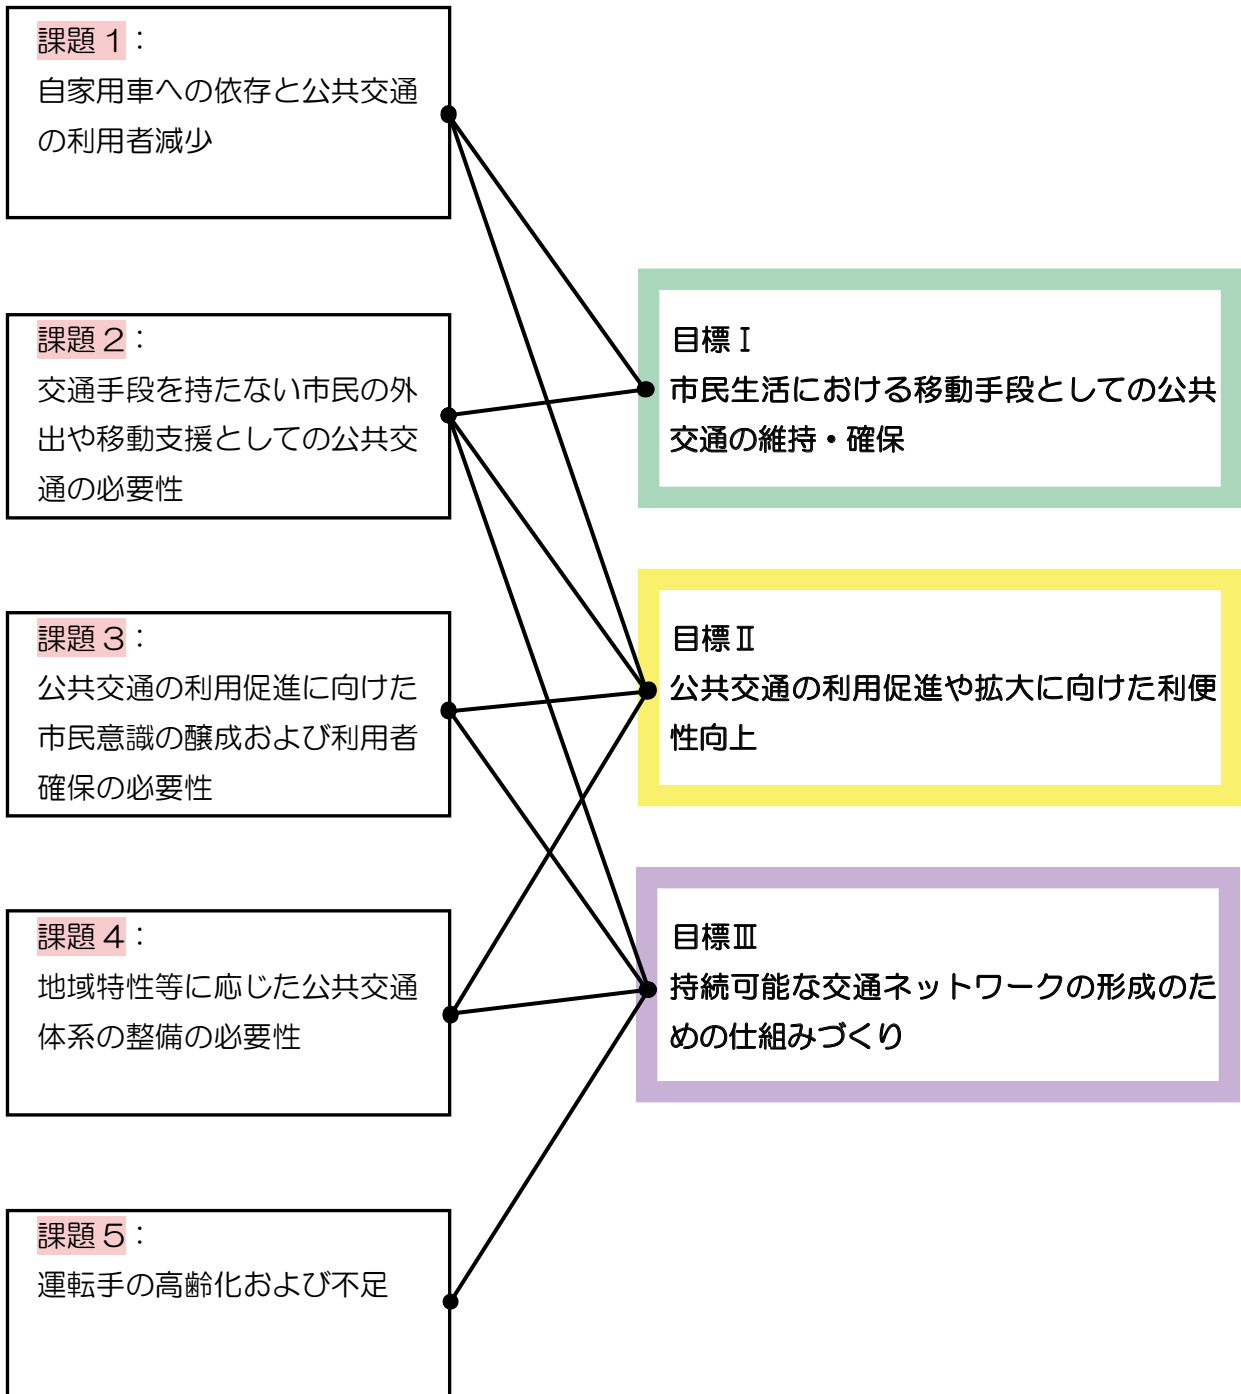 課題１：
自家用車への依存と公共交通
の利用者減少
課題２：
交通手段を持たない市民の外
出や移動支援としての公共交
通の必要性
課題３：
公共交通の利用促進に向けた
市民意識の醸成および利用者
確保の必要性
課題４：
地域特性等に応じた公共交通
体系の整備の必要性
課題５：
運転手の高齢化および不足
目標Ⅰ
市民生活における移動手段としての公共
交通の維持・確保
目標Ⅱ
公共交通の利用促進や拡大に向けた利便
性向上
目標Ⅲ
持続可能な交通ネットワークの形成のた
めの仕組みづくり